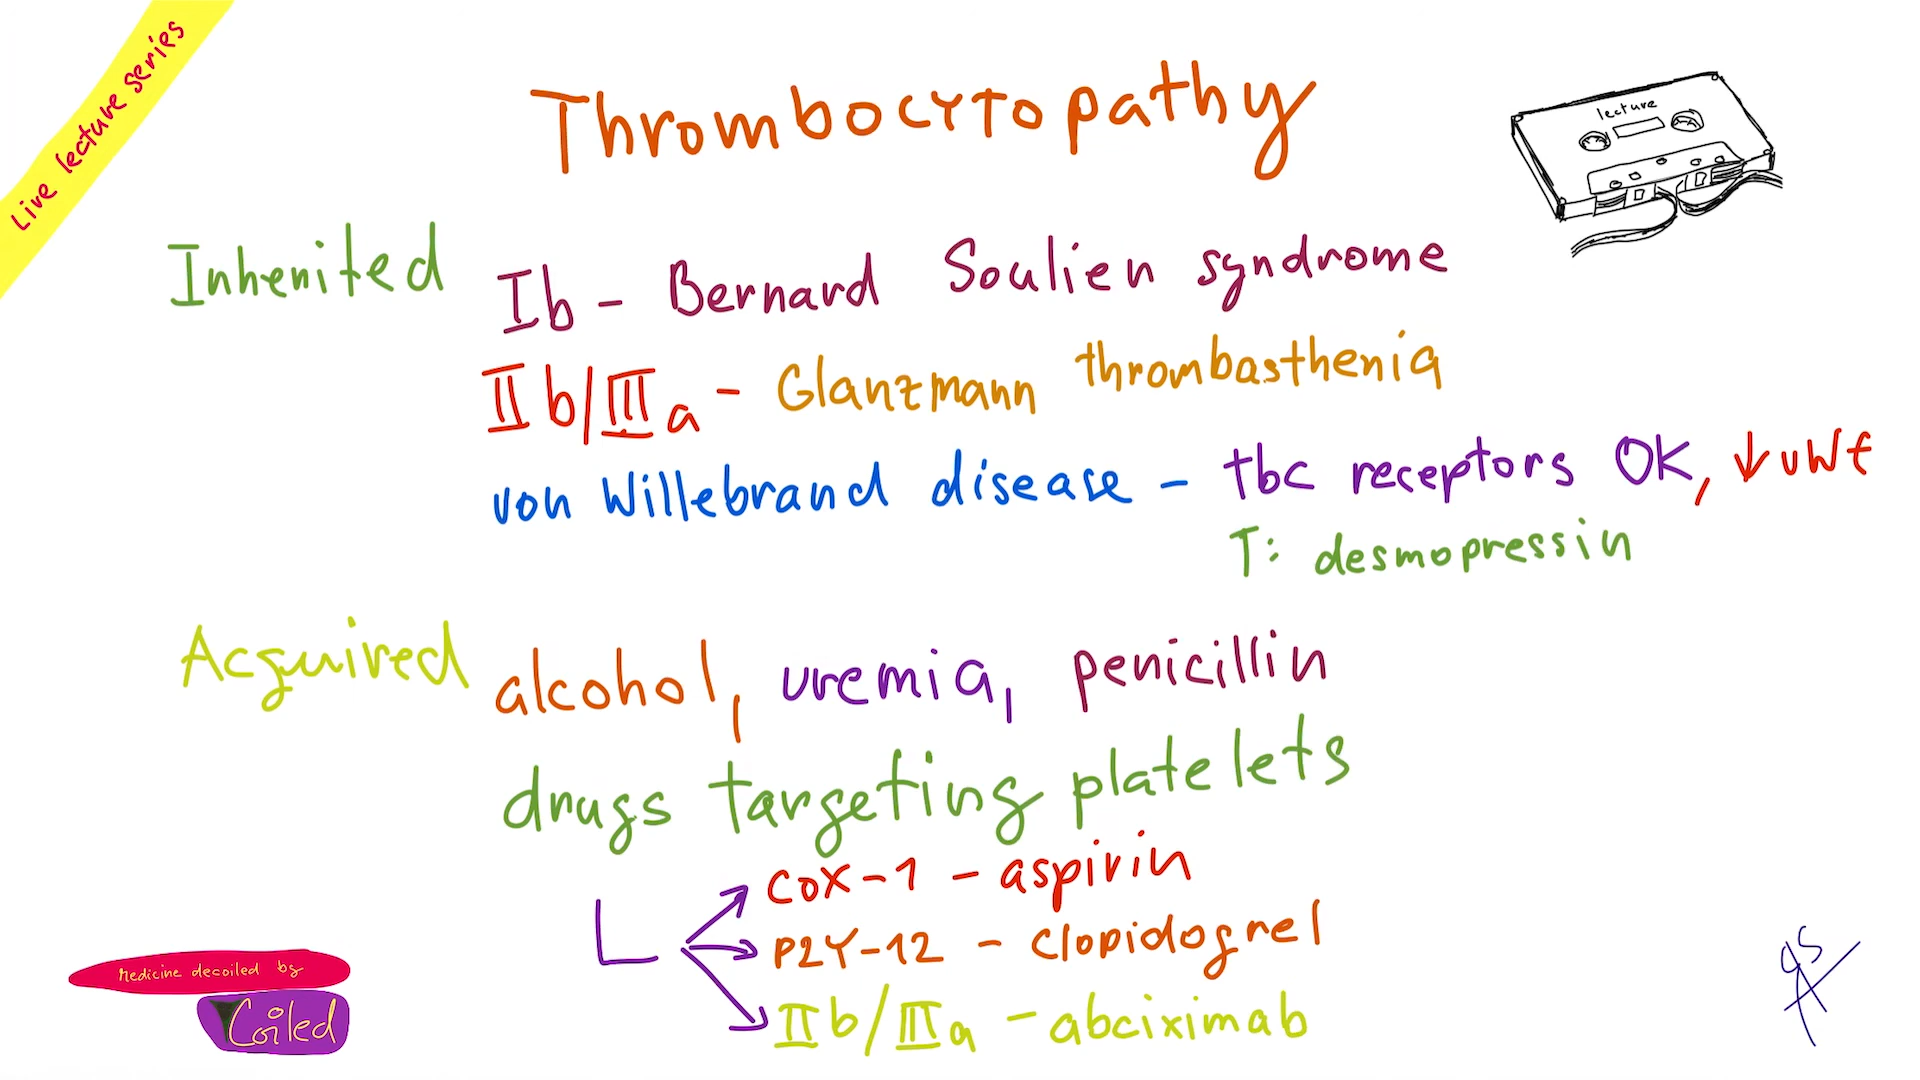 Live lecture series
Thrombocytopathy
lecture
Inherited
Ib - Bernard Soulier syndrome
IIb/IIIa - Glanzmann thrombasthenia
von Willebrand disease - tbc receptors OK, ↓vWf
T: desmopressin
Acquired
alcohol, uremia, penicillin
drugs targeting platelets
COX-1 - aspirin
P2Y-12 - clopidogrel
IIb/IIIa - abciximab
Medicine decoiled by
Coiled